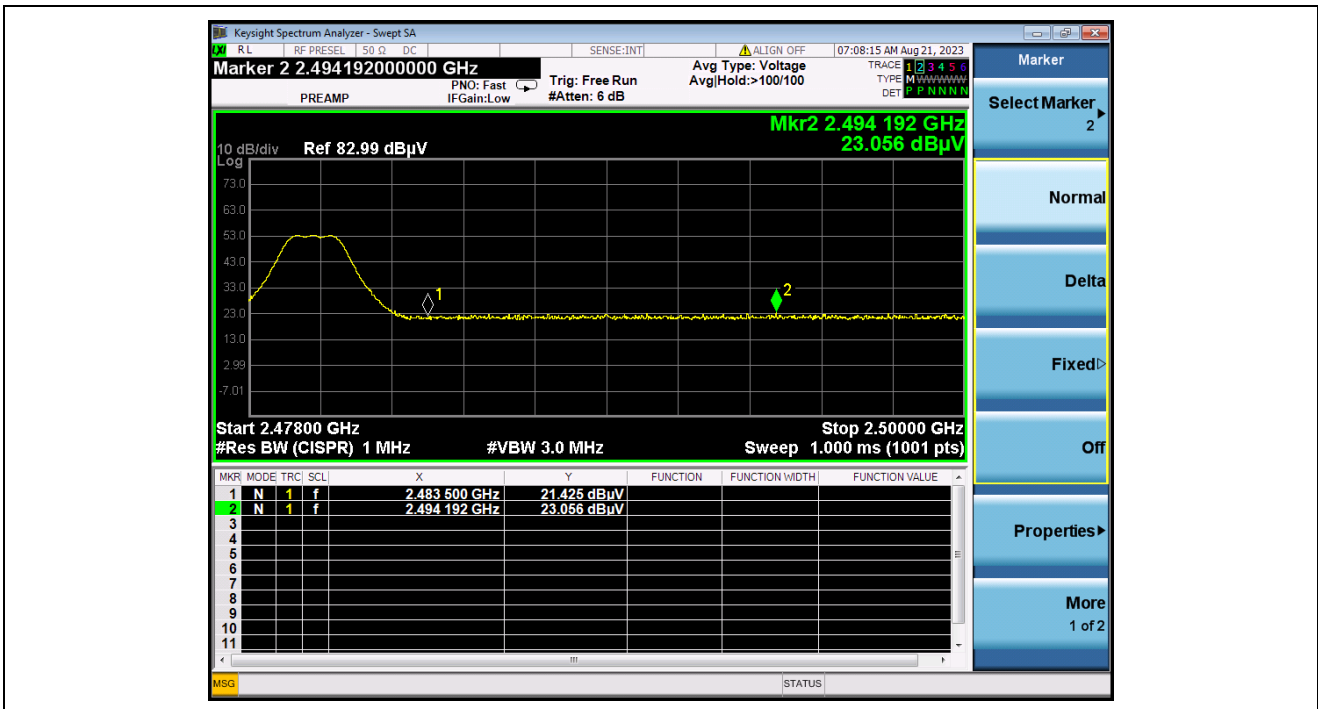 Keysight Spectrum Analyzer - Swept SA
LXI RL RF PRESEL 50 Ω DC SENSE:INT ALIGN OFF 07:08:15 AM Aug 21, 2023
Marker 2 2.494192000000 GHz
PREAMP
PNO: Fast
IFGain:Low
Trig: Free Run
#Atten: 6 dB
Avg Type: Voltage
Avg|Hold:>100/100
TRACE 1 2 3 4 5 6
TYPE M W W W W W
DET P P N N N N
Mkr2 2.494 192 GHz
23.056 dBµV
10 dB/div Ref 82.99 dBµV
Log
73.0
63.0
53.0
43.0
33.0
23.0
13.0
2.99
-7.01
1
2
Start 2.47800 GHz Stop 2.50000 GHz
#Res BW (CISPR) 1 MHz #VBW 3.0 MHz Sweep 1.000 ms (1001 pts)
MKR MODE TRC SCL X Y FUNCTION FUNCTION WIDTH FUNCTION VALUE
1 N 1 f 2.483 500 GHz 21.425 dBµV
2 N 1 f 2.494 192 GHz 23.056 dBµV
3
4
5
6
7
8
9
10
11
MSG STATUS
Marker
Select Marker
2
Normal
Delta
Fixed
Off
Properties
More
1 of 2